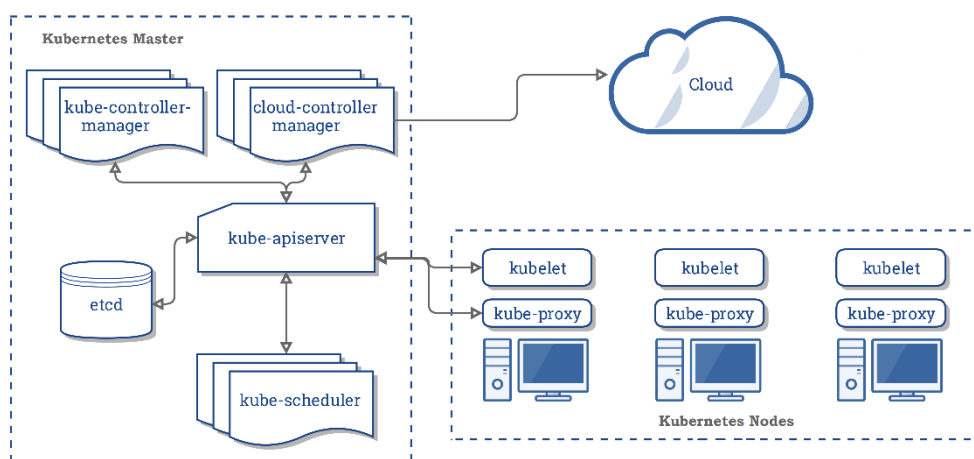 Kubernetes Master
kube-controller-
manager
cloud-controller
manager
Cloud
kube-apiserver
etcd
kube-scheduler
kubelet
kubelet
kubelet
kube-proxy
kube-proxy
kube-proxy
Kubernetes Nodes